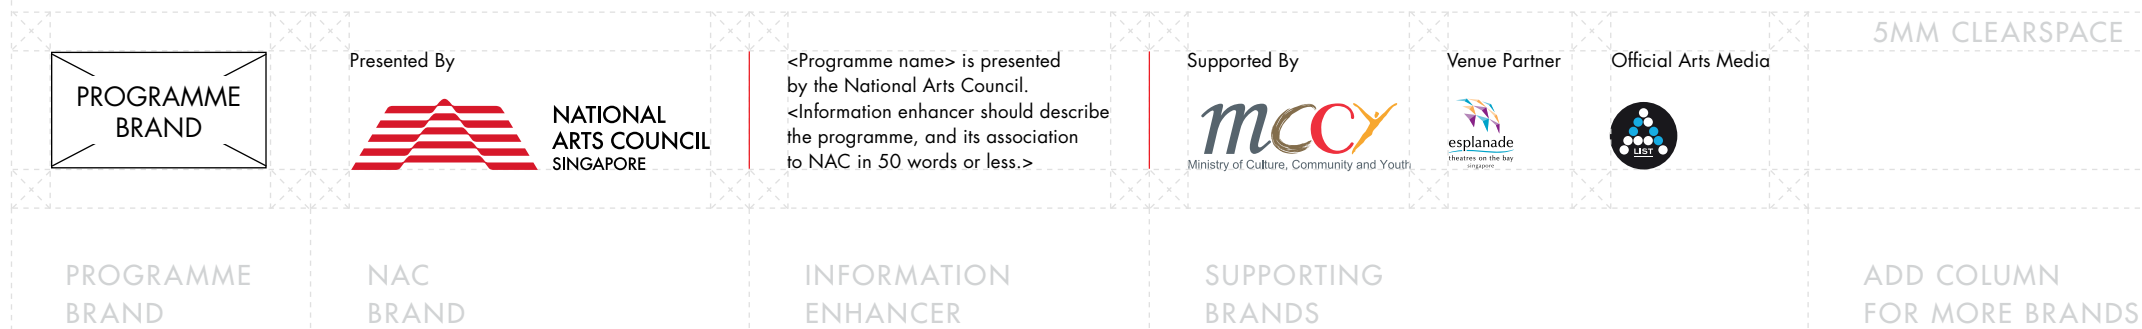 5MM CLEARSPACE
PROGRAMME
BRAND
Presented By
NATIONAL
ARTS COUNCIL
SINGAPORE
<Programme name> is presented
by the National Arts Council.
<Information enhancer should describe
the programme, and its association
to NAC in 50 words or less.>
Supported By
mccy
Ministry of Culture, Community and Youth
Venue Partner
esplanade
theatres on the bay
singapore
Official Arts Media
LIST
PROGRAMME
BRAND
NAC
BRAND
INFORMATION
ENHANCER
SUPPORTING
BRANDS
ADD COLUMN
FOR MORE BRANDS